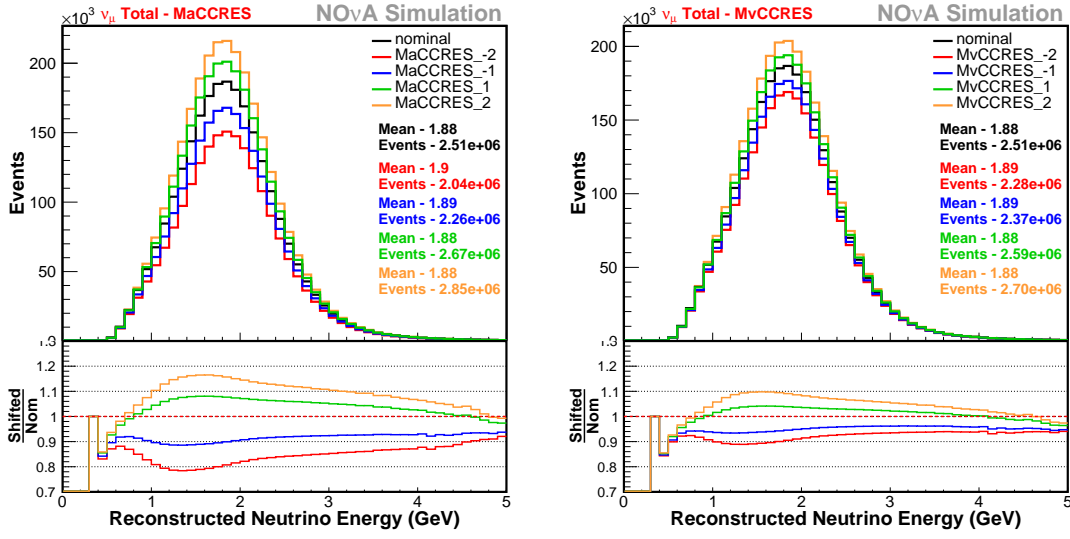 ×10³ ν_μ Total - MaCCRES NOνA Simulation
nominal
MaCCRES_-2
MaCCRES_-1
MaCCRES_1
MaCCRES_2
Mean - 1.88
Events - 2.51e+06
Mean - 1.9
Events - 2.04e+06
Mean - 1.89
Events - 2.26e+06
Mean - 1.88
Events - 2.67e+06
Mean - 1.88
Events - 2.85e+06
Events
200
150
100
50
1.3
1.2
1.1
1
0.9
0.8
0.7
Shifted
Nom
0 1 2 3 4 5
Reconstructed Neutrino Energy (GeV)
×10³ ν_μ Total - MvCCRES NOνA Simulation
nominal
MvCCRES_-2
MvCCRES_-1
MvCCRES_1
MvCCRES_2
Mean - 1.88
Events - 2.51e+06
Mean - 1.89
Events - 2.28e+06
Mean - 1.89
Events - 2.37e+06
Mean - 1.88
Events - 2.59e+06
Mean - 1.88
Events - 2.70e+06
Events
200
150
100
50
1.3
1.2
1.1
1
0.9
0.8
0.7
Shifted
Nom
0 1 2 3 4 5
Reconstructed Neutrino Energy (GeV)